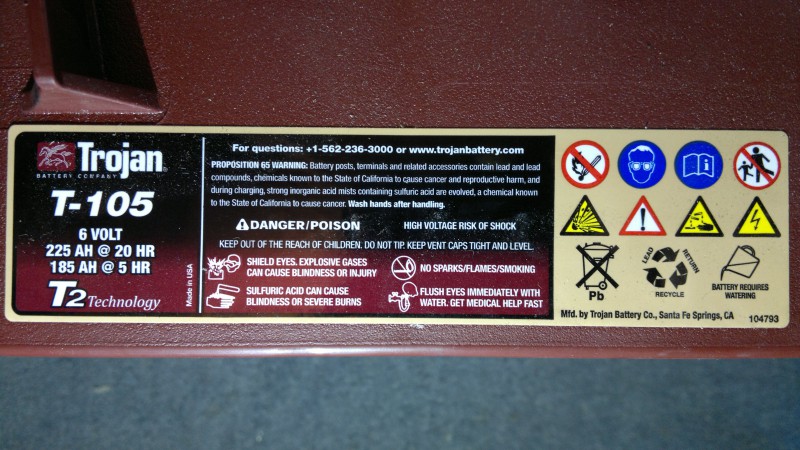 Trojan
BATTERY COMPANY
T-105
6 VOLT
225 AH @ 20 HR
185 AH @ 5 HR
T2 Technology
Made in USA
For questions: +1-562-236-3000 or www.trojanbattery.com
PROPOSITION 65 WARNING: Battery posts, terminals and related accessories contain lead and lead
compounds, chemicals known to the State of California to cause cancer and reproductive harm, and
during charging, strong inorganic acid mists containing sulfuric acid are evolved, a chemical known
to the State of California to cause cancer. Wash hands after handling.
DANGER/POISON
HIGH VOLTAGE RISK OF SHOCK
KEEP OUT OF THE REACH OF CHILDREN. DO NOT TIP. KEEP VENT CAPS TIGHT AND LEVEL.
SHIELD EYES. EXPLOSIVE GASES
CAN CAUSE BLINDNESS OR INJURY
NO SPARKS/FLAMES/SMOKING
SULFURIC ACID CAN CAUSE
BLINDNESS OR SEVERE BURNS
FLUSH EYES IMMEDIATELY WITH
WATER. GET MEDICAL HELP FAST
Pb
LEAD
RETURN
RECYCLE
BATTERY REQUIRES
WATERING
Mfd. by Trojan Battery Co., Santa Fe Springs, CA
104793